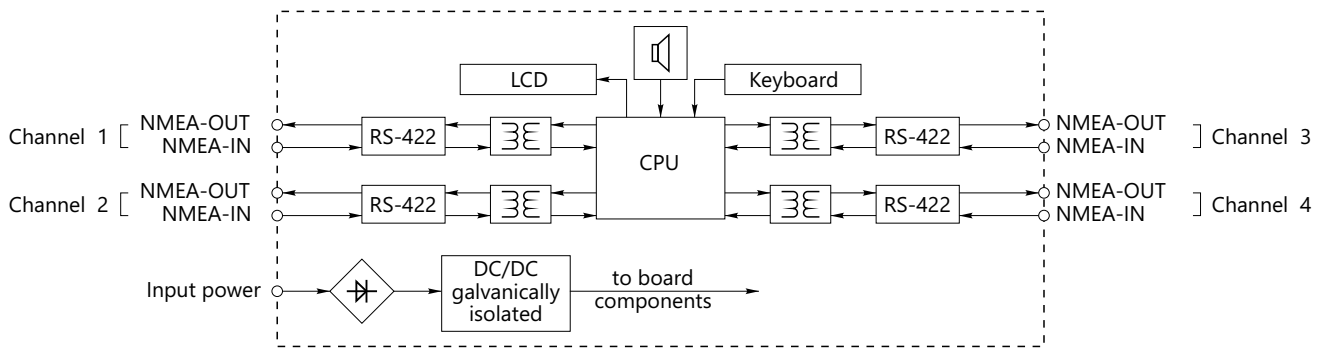 LCD
Keyboard
Channel 1
NMEA-OUT
NMEA-IN
RS-422
CPU
RS-422
NMEA-OUT
NMEA-IN
Channel 3
Channel 2
NMEA-OUT
NMEA-IN
RS-422
RS-422
NMEA-OUT
NMEA-IN
Channel 4
Input power
DC/DC
galvanically
isolated
to board
components